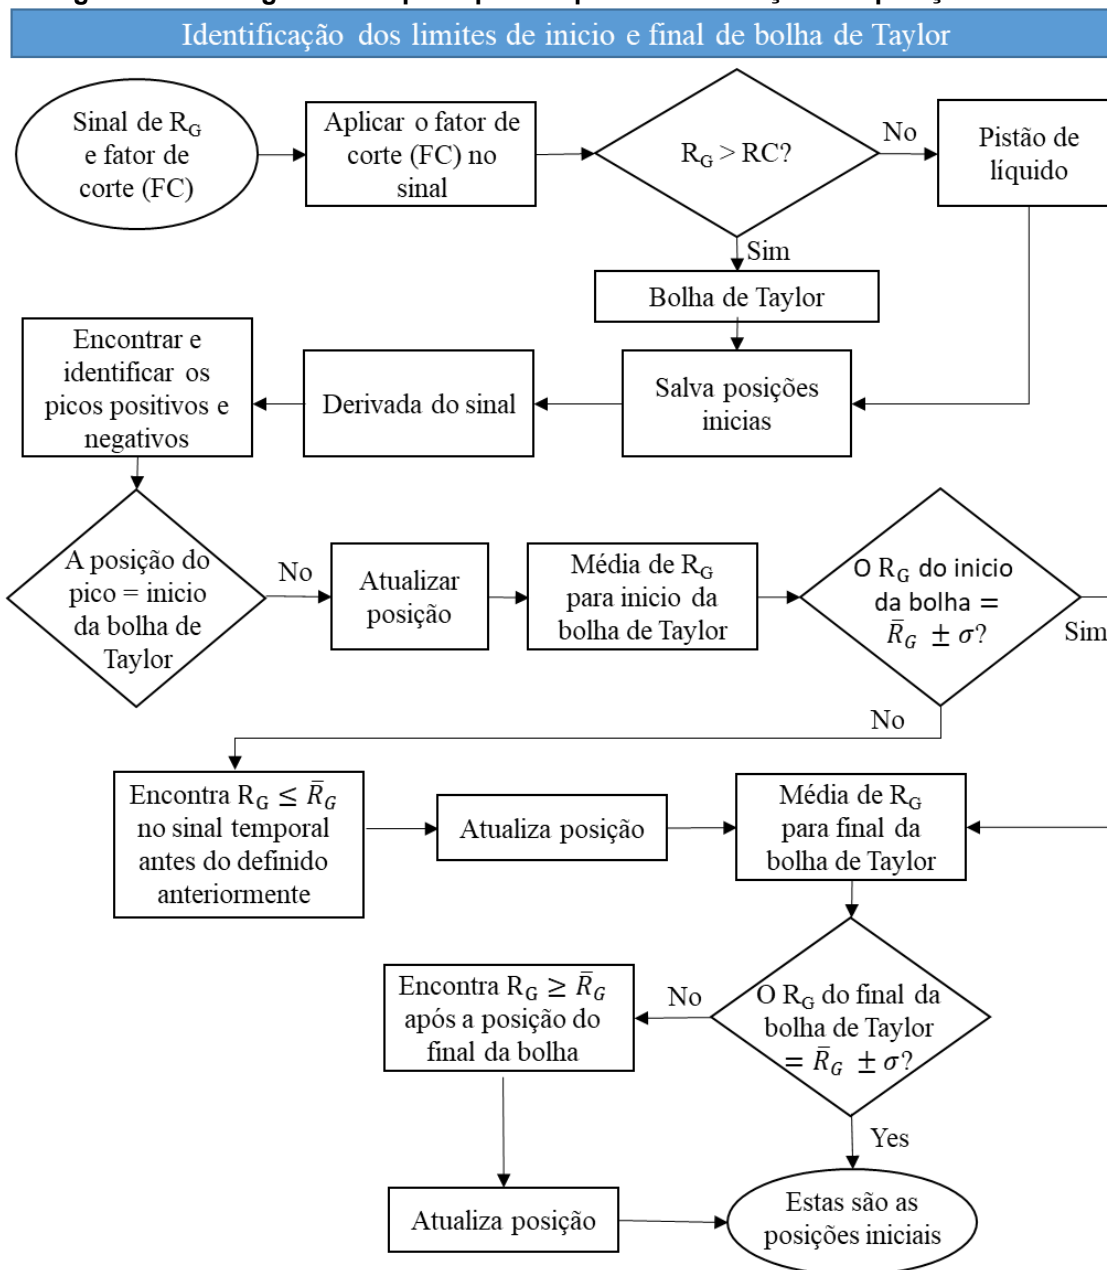 Identificação dos limites de inicio e final de bolha de Taylor
Sinal de R_G
e fator de
corte (FC)
Aplicar o fator de
corte (FC) no
sinal
R_G > RC?
No
Pistão de
líquido
Sim
Bolha de Taylor
Encontrar e
identificar os
picos positivos e
negativos
Derivada do sinal
Salva posições
inicias
A posição do
pico = inicio
da bolha de
Taylor
No
Atualizar
posição
Média de R_G
para inicio da
bolha de Taylor
O R_G do inicio
da bolha =
R̄_G ± σ?
Sim
No
Encontra R_G ≤ R̄_G
no sinal temporal
antes do definido
anteriormente
Atualiza posição
Média de R_G
para final da
bolha de Taylor
Encontra R_G ≥ R̄_G
após a posição do
final da bolha
No
O R_G do final da
bolha de Taylor
= R̄_G ± σ?
Yes
Atualiza posição
Estas são as
posições iniciais